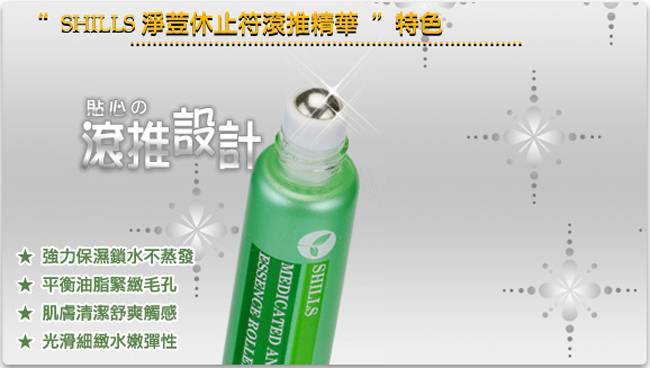 “ SHILLS 淨荳休止符滾推精華 ” 特色
貼心の
滾推設計
★ 強力保濕鎖水不蒸發
★ 平衡油脂緊緻毛孔
★ 肌膚清潔舒爽觸感
★ 光滑細緻水嫩彈性
SHILLS
MEDICATED AN
ESSENCE ROLLE